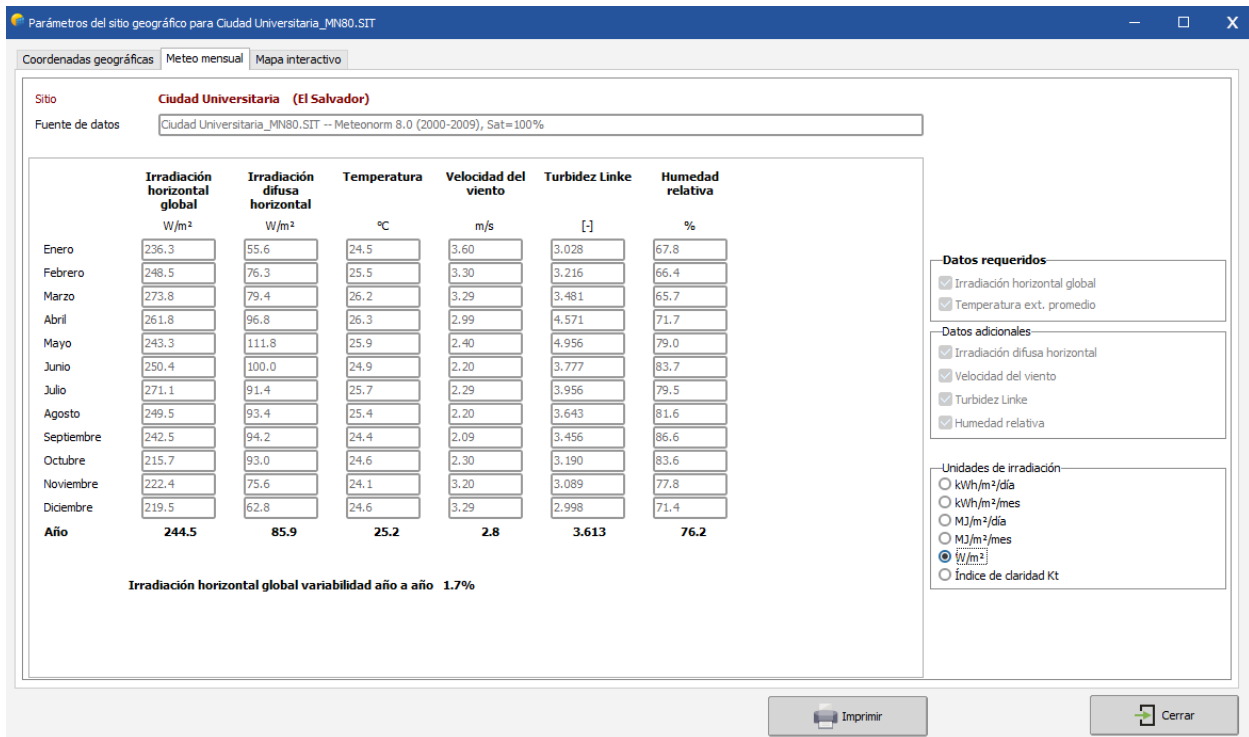 Parámetros del sitio geográfico para Ciudad Universitaria_MN80.SIT
Coordenadas geográficas Meteo mensual Mapa interactivo
Sitio Ciudad Universitaria (El Salvador)
Fuente de datos Ciudad Universitaria_MN80.SIT -- Meteonorm 8.0 (2000-2009), Sat=100%
Irradiación horizontal global Irradiación difusa horizontal Temperatura Velocidad del viento Turbidez Linke Humedad relativa
W/m² W/m² ºC m/s [-] %
Enero 236.3 55.6 24.5 3.60 3.028 67.8
Febrero 248.5 76.3 25.5 3.30 3.216 66.4
Marzo 273.8 79.4 26.2 3.29 3.481 65.7
Abril 261.8 96.8 26.3 2.99 4.571 71.7
Mayo 243.3 111.8 25.9 2.40 4.956 79.0
Junio 250.4 100.0 24.9 2.20 3.777 83.7
Julio 271.1 91.4 25.7 2.29 3.956 79.5
Agosto 249.5 93.4 25.4 2.20 3.643 81.6
Septiembre 242.5 94.2 24.4 2.09 3.456 86.6
Octubre 215.7 93.0 24.6 2.30 3.190 83.6
Noviembre 222.4 75.6 24.1 3.20 3.089 77.8
Diciembre 219.5 62.8 24.6 3.29 2.998 71.4
Año 244.5 85.9 25.2 2.8 3.613 76.2
Irradiación horizontal global variabilidad año a año 1.7%
Datos requeridos
Irradiación horizontal global
Temperatura ext. promedio
Datos adicionales
Irradiación difusa horizontal
Velocidad del viento
Turbidez Linke
Humedad relativa
Unidades de irradiación
kWh/m²/día
kWh/m²/mes
MJ/m²/día
MJ/m²/mes
W/m²
Índice de claridad Kt
Imprimir
Cerrar